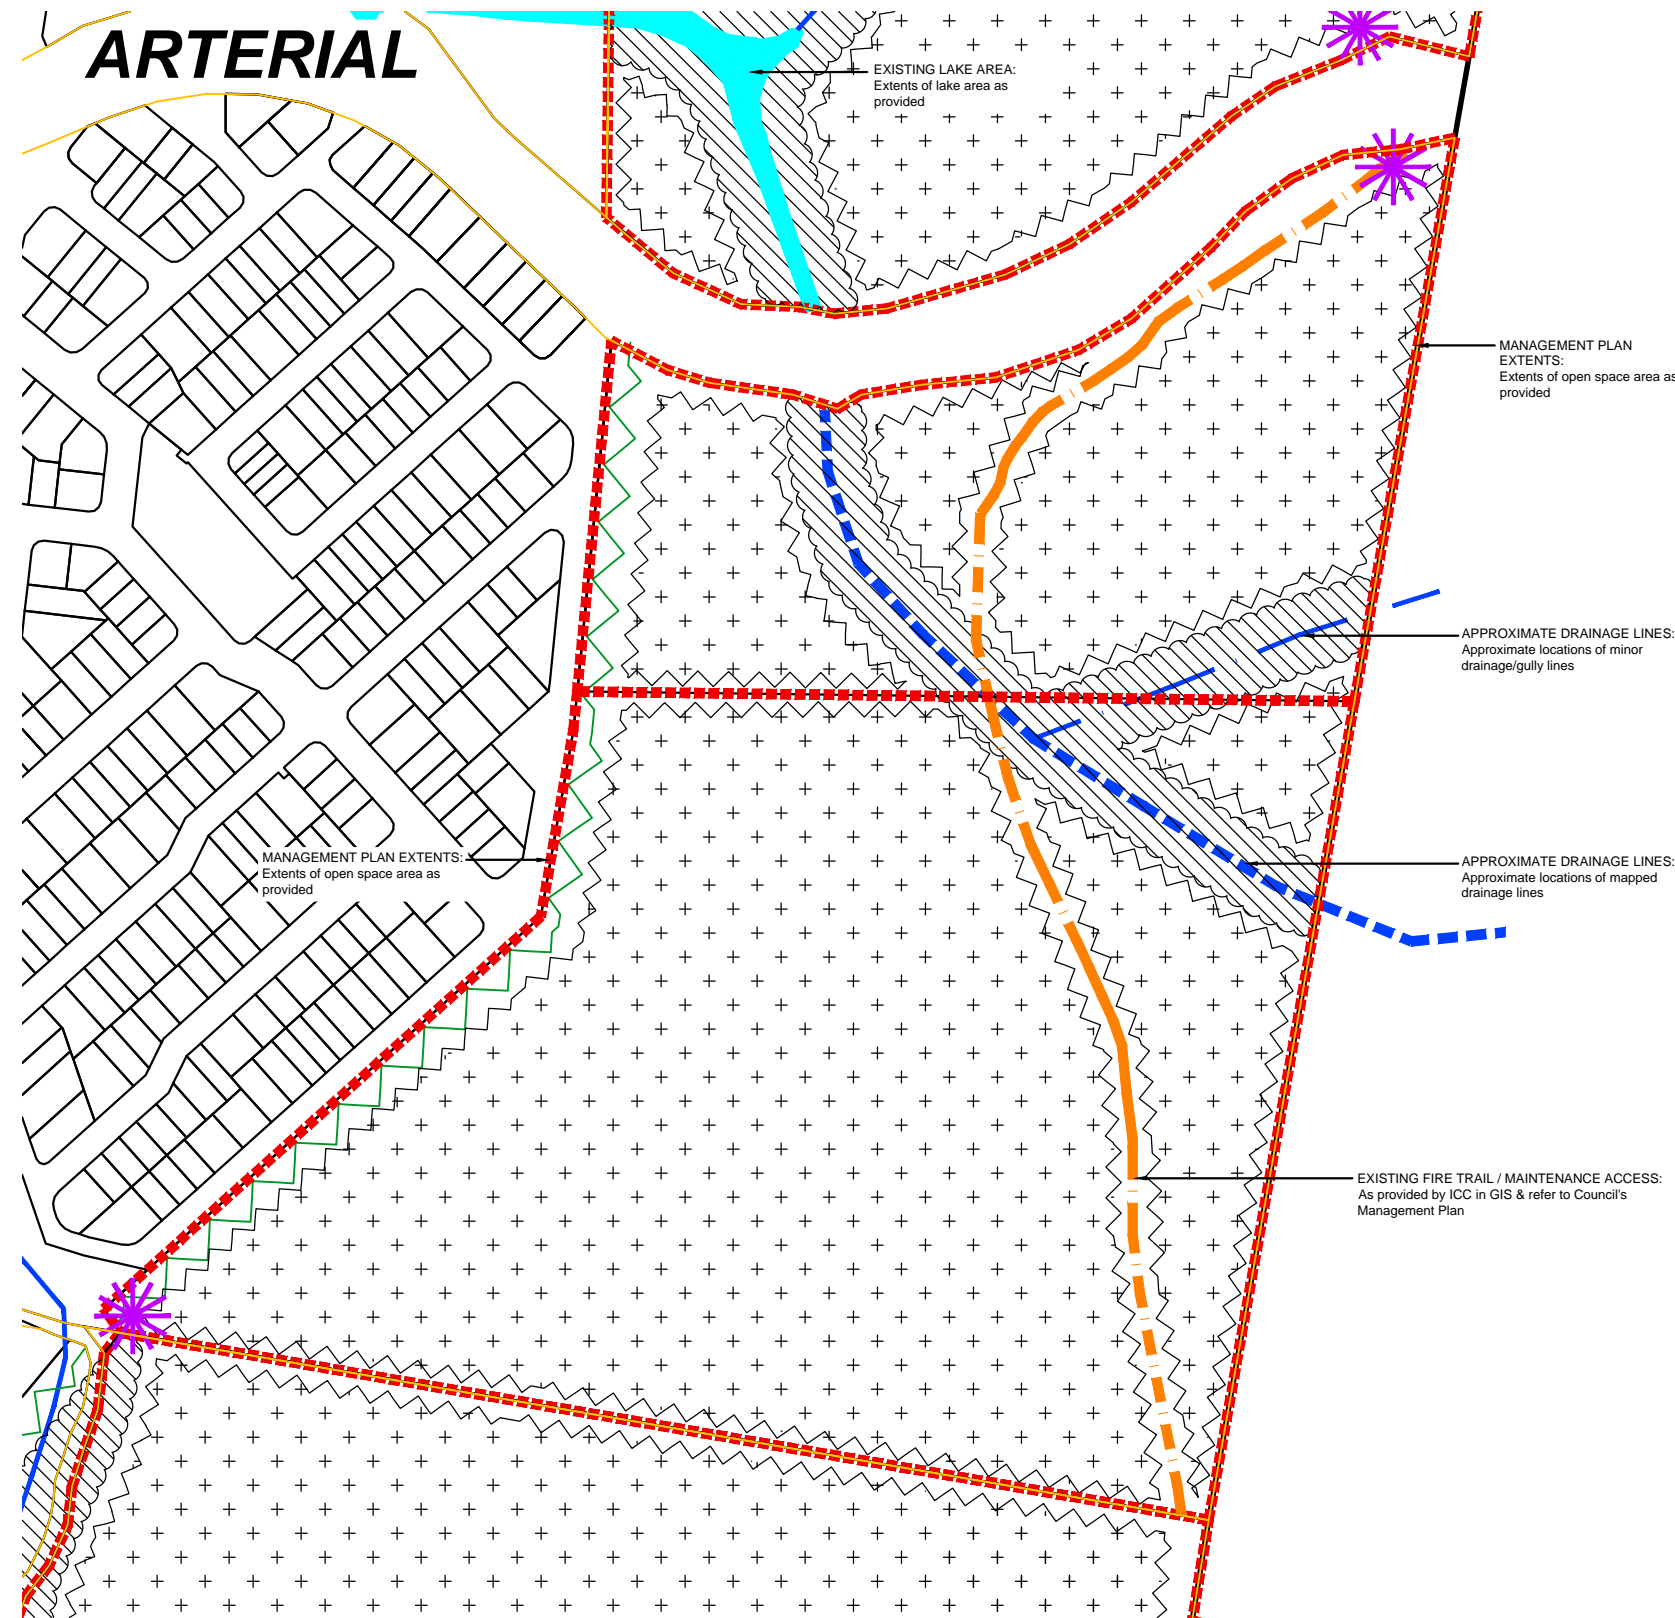 ARTERIAL
EXISTING LAKE AREA:
Extents of lake area as
provided
MANAGEMENT PLAN
EXTENTS:
Extents of open space area as
provided
APPROXIMATE DRAINAGE LINES:
Approximate locations of minor
drainage/gully lines
MANAGEMENT PLAN EXTENTS:
Extents of open space area as
provided
APPROXIMATE DRAINAGE LINES:
Approximate locations of mapped
drainage lines
EXISTING FIRE TRAIL / MAINTENANCE ACCESS:
As provided by ICC in GIS & refer to Council's
Management Plan